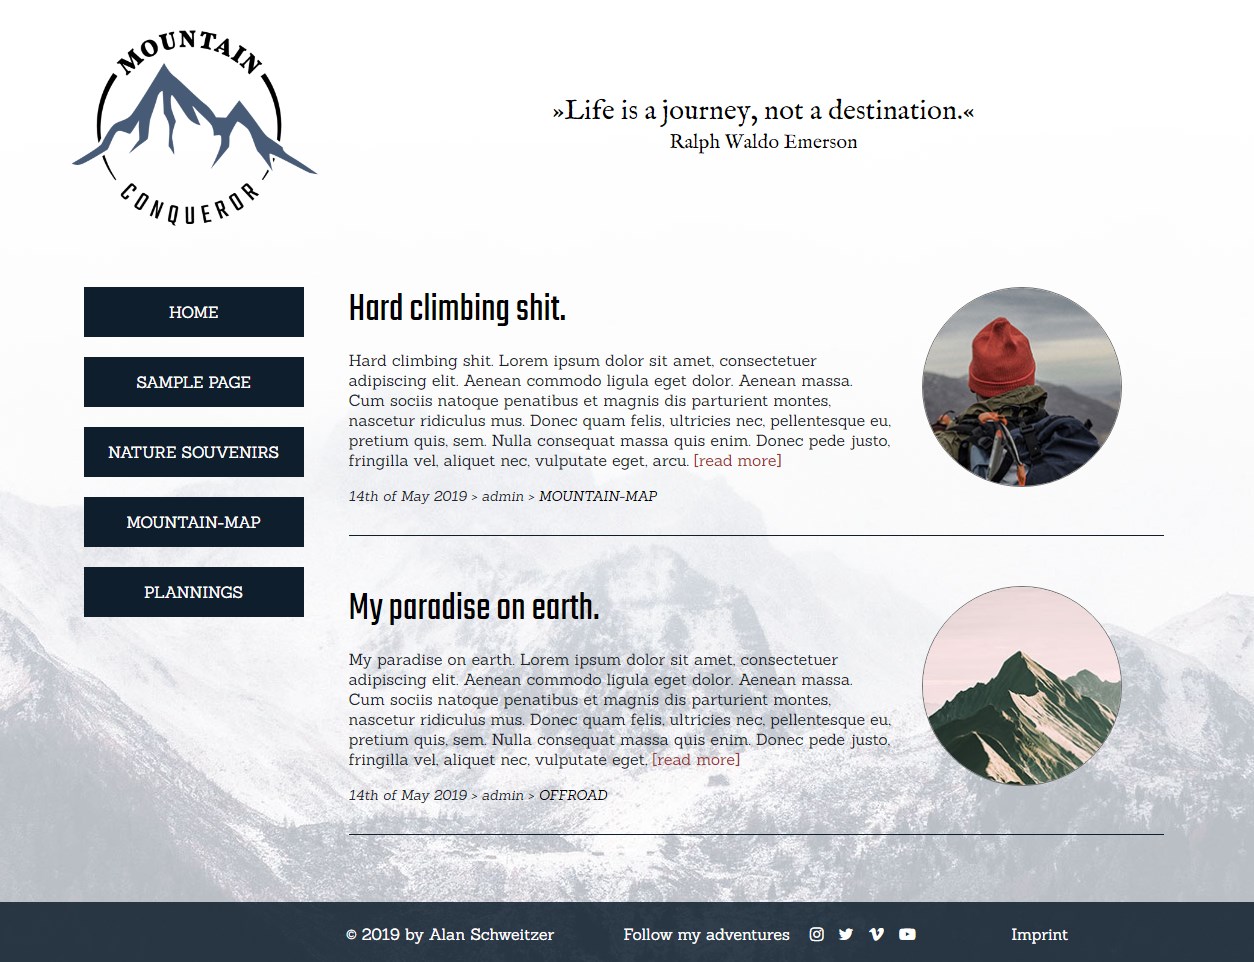 MOUNTAIN
CONQUEROR
»Life is a journey, not a destination.«
Ralph Waldo Emerson
HOME
SAMPLE PAGE
NATURE SOUVENIRS
MOUNTAIN-MAP
PLANNINGS
Hard climbing shit.
Hard climbing shit. Lorem ipsum dolor sit amet, consectetuer
adipiscing elit. Aenean commodo ligula eget dolor. Aenean massa.
Cum sociis natoque penatibus et magnis dis parturient montes,
nascetur ridiculus mus. Donec quam felis, ultricies nec, pellentesque eu,
pretium quis, sem. Nulla consequat massa quis enim. Donec pede justo,
fringilla vel, aliquet nec, vulputate eget, arcu. [read more]
14th of May 2019 > admin > MOUNTAIN-MAP
My paradise on earth.
My paradise on earth. Lorem ipsum dolor sit amet, consectetuer
adipiscing elit. Aenean commodo ligula eget dolor. Aenean massa.
Cum sociis natoque penatibus et magnis dis parturient montes,
nascetur ridiculus mus. Donec quam felis, ultricies nec, pellentesque eu,
pretium quis, sem. Nulla consequat massa quis enim. Donec pede justo,
fringilla vel, aliquet nec, vulputate eget, [read more]
14th of May 2019 > admin > OFFROAD
© 2019 by Alan Schweitzer
Follow my adventures
Imprint